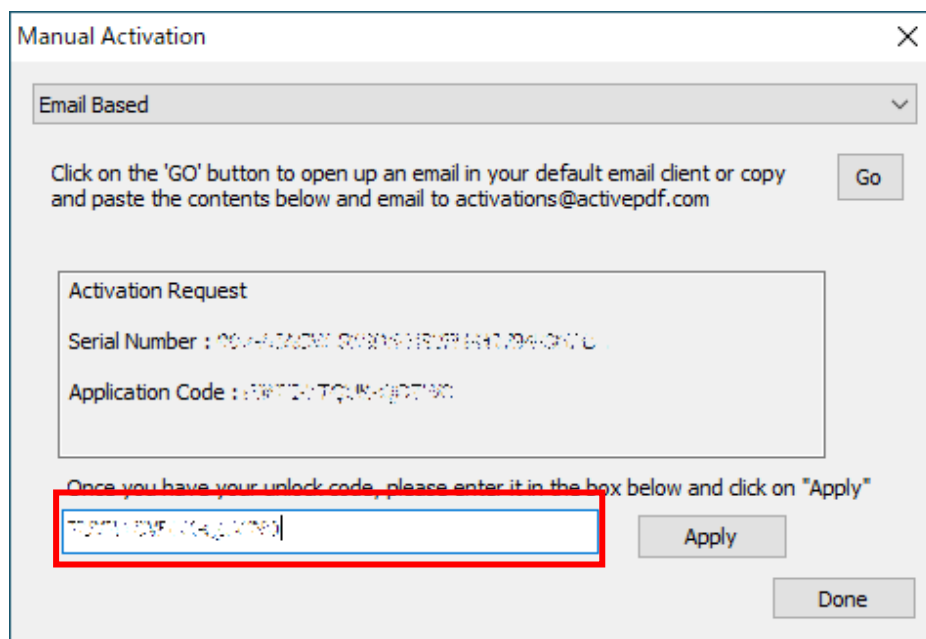 Manual Activation
Email Based
Click on the 'GO' button to open up an email in your default email client or copy
and paste the contents below and email to activations@activepdf.com
Go
Activation Request
Serial Number :
Application Code :
Once you have your unlock code, please enter it in the box below and click on "Apply"
Apply
Done